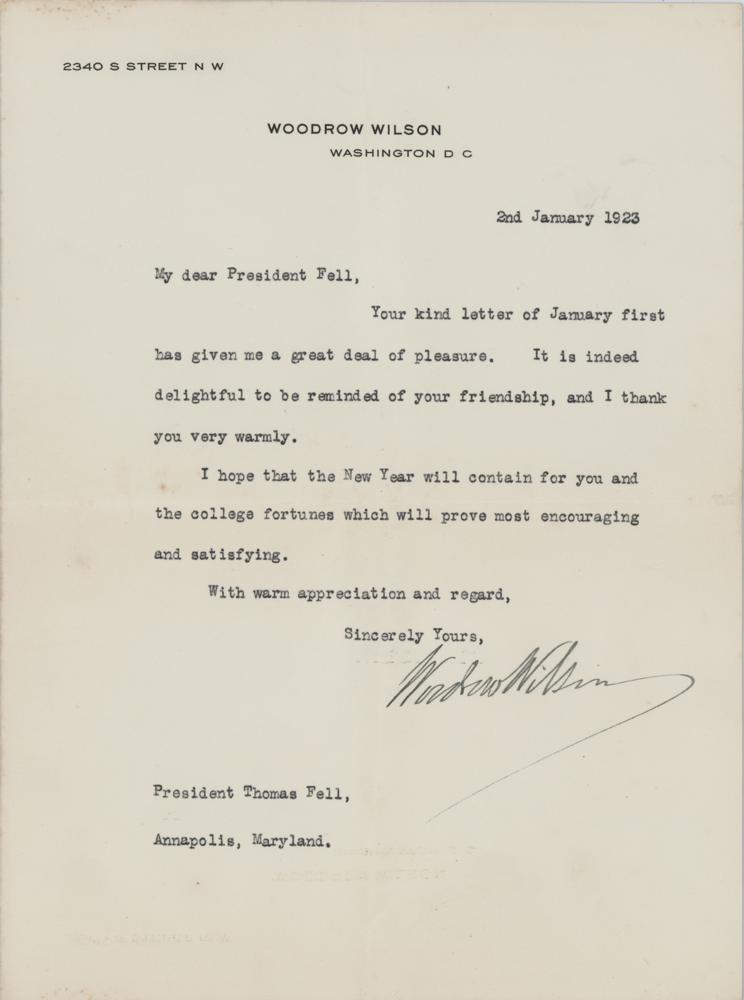 2340 S STREET N W
WOODROW WILSON
WASHINGTON D C
2nd January 1923
My dear President Fell,
Your kind letter of January first
has given me a great deal of pleasure. It is indeed
delightful to be reminded of your friendship, and I thank
you very warmly.
I hope that the New Year will contain for you and
the college fortunes which will prove most encouraging
and satisfying.
With warm appreciation and regard,
Sincerely Yours,
Woodrow Wilson
President Thomas Fell,
Annapolis, Maryland.